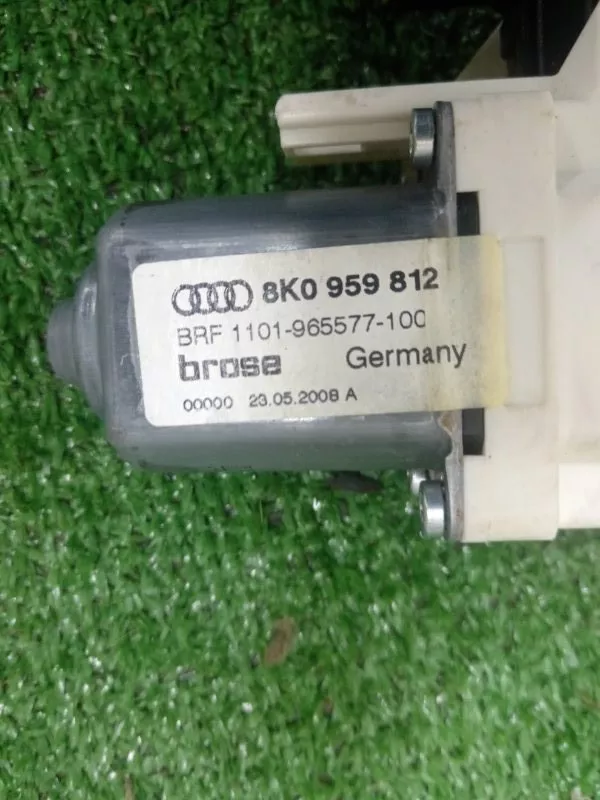 8K0 959 812
BRF 1101-965577-100
brose Germany
00000 23.05.2008 A